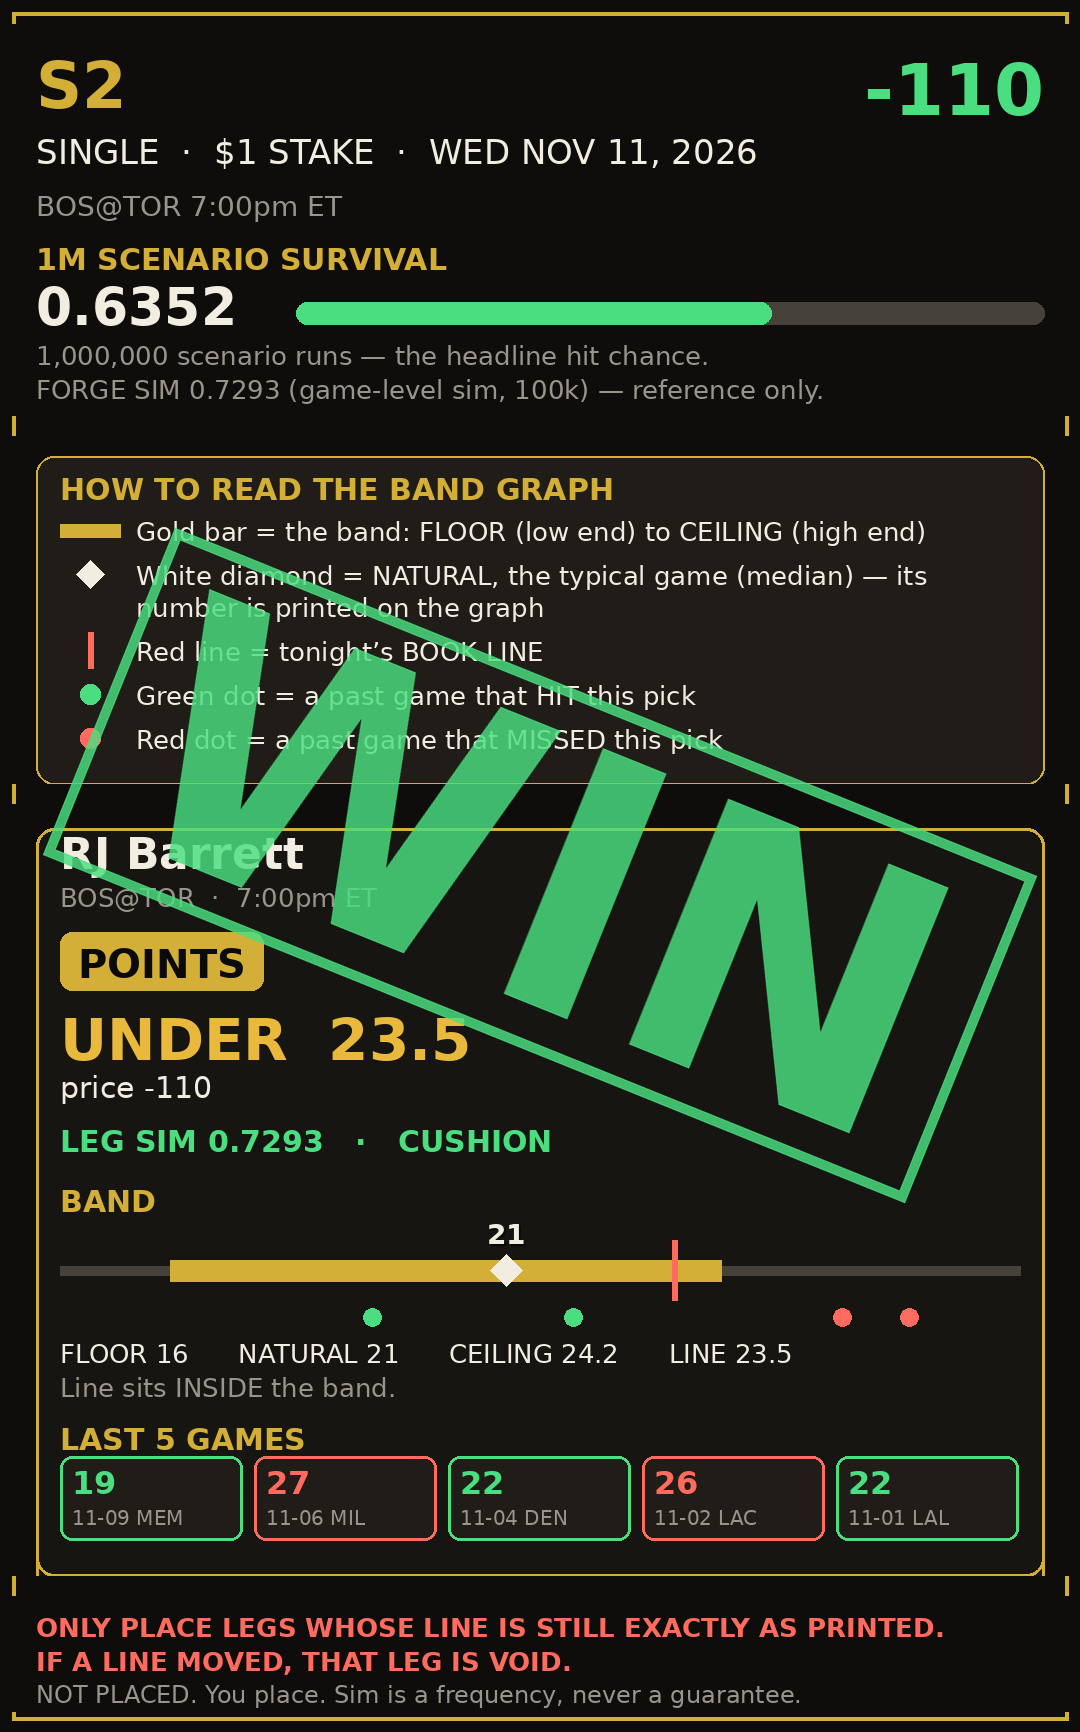 S2
-110
SINGLE · $1 STAKE · WED NOV 11, 2026
BOS@TOR 7:00pm ET
1M SCENARIO SURVIVAL
0.6352
1,000,000 scenario runs — the headline hit chance.
FORGE SIM 0.7293 (game-level sim, 100k) — reference only.
HOW TO READ THE BAND GRAPH
Gold bar = the band: FLOOR (low end) to CEILING (high end)
White diamond = NATURAL, the typical game (median) — its
number is printed on the graph
Red line = tonight’s BOOK LINE
Green dot = a past game that HIT this pick
Red dot = a past game that MISSED this pick
WIN
RJ Barrett
BOS@TOR · 7:00pm ET
POINTS
UNDER 23.5
price -110
LEG SIM 0.7293 · CUSHION
BAND
21
FLOOR 16 NATURAL 21 CEILING 24.2 LINE 23.5
Line sits INSIDE the band.
LAST 5 GAMES
19 27 22 26 22
11-09 MEM 11-06 MIL 11-04 DEN 11-02 LAC 11-01 LAL
ONLY PLACE LEGS WHOSE LINE IS STILL EXACTLY AS PRINTED.
IF A LINE MOVED, THAT LEG IS VOID.
NOT PLACED. You place. Sim is a frequency, never a guarantee.